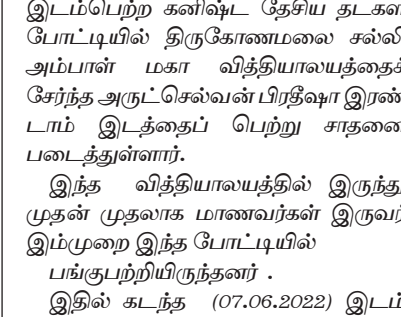 இடம்பெற்ற கனிஷ்ட தேசிய தடகள
போட்டியில் திருகோணமலை சல்லி
அம்பாள் மகா வித்தியாலயத்தைச்
சேர்ந்த அருட்செல்வன் பிரதீஷா இரண்
டாம் இடத்தைப் பெற்று சாதனை
படைத்துள்ளார்.
இந்த வித்தியாலயத்தில் இருந்து
முதன் முதலாக மாணவர்கள் இருவர்
இம்முறை இந்த போட்டியில்
பங்குபற்றியிருந்தனர் .
இதில் கடந்த (07.06.2022) இடம்